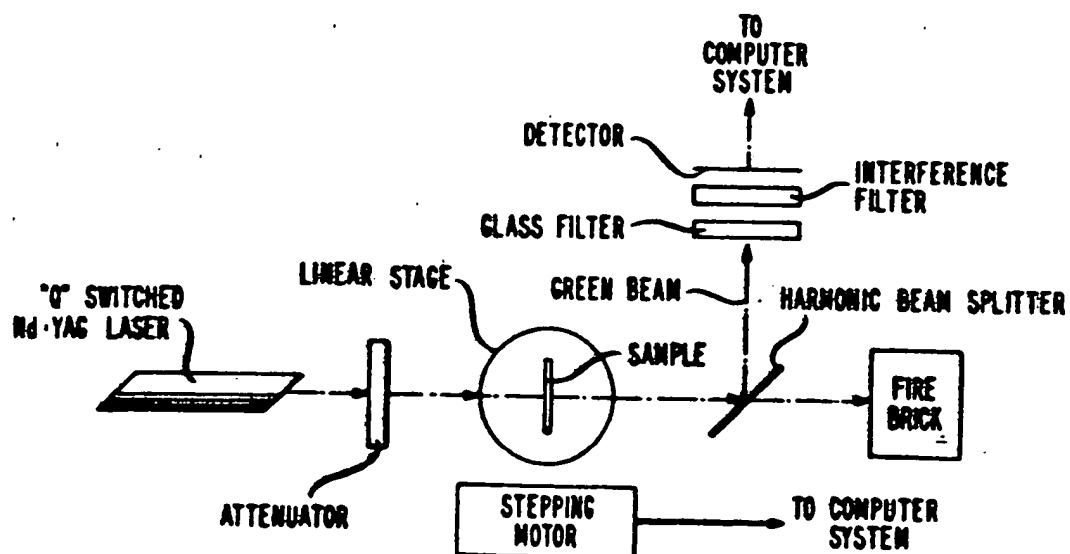 TO
COMPUTER
SYSTEM
DETECTOR
INTERFERENCE
FILTER
GLASS FILTER
LINEAR STAGE
GREEN BEAM
HARMONIC BEAM SPLITTER
"Q" SWITCHED
Nd·YAG LASER
SAMPLE
FIRE
BRICK
ATTENUATOR
STEPPING
MOTOR
TO COMPUTER
SYSTEM